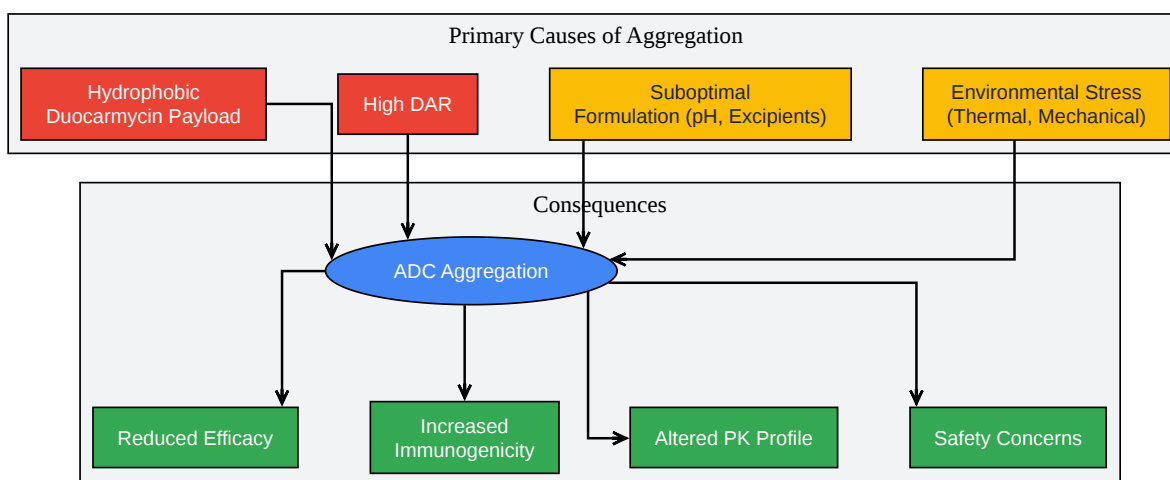 Primary Causes of Aggregation
Hydrophobic
Duocarmycin Payload
High DAR
Suboptimal
Formulation (pH, Excipients)
Environmental Stress
(Thermal, Mechanical)
Consequences
ADC Aggregation
Reduced Efficacy
Increased
Immunogenicity
Altered PK Profile
Safety Concerns